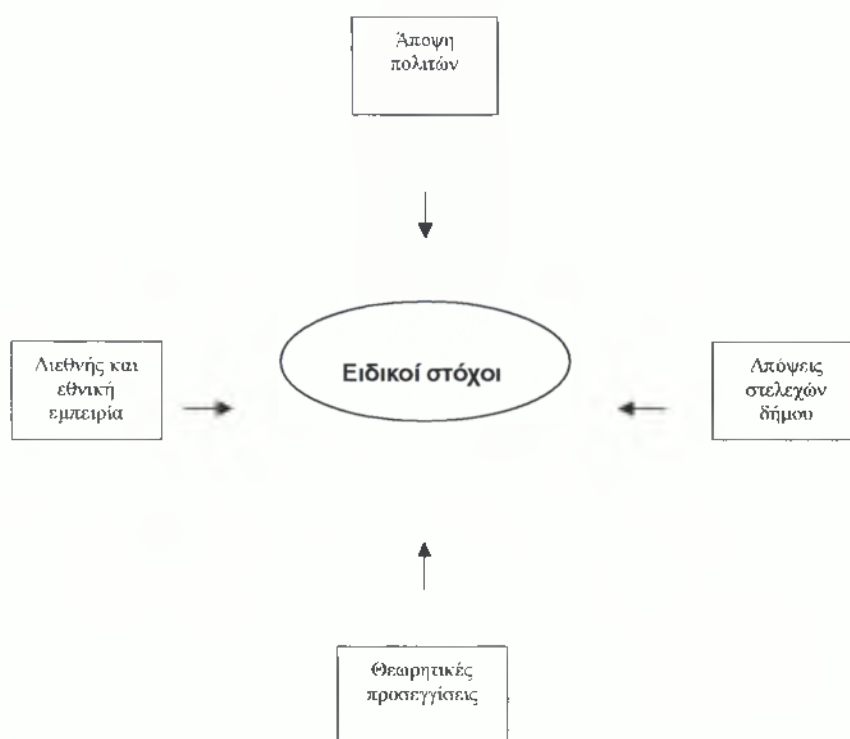 Άποψη
πολιτών
Διεθνής και
εθνική
εμπειρία
Ειδικοί στόχοι
Απόψεις
στελεχών
δήμου
Θεωρητικές
προσεγγίσεις